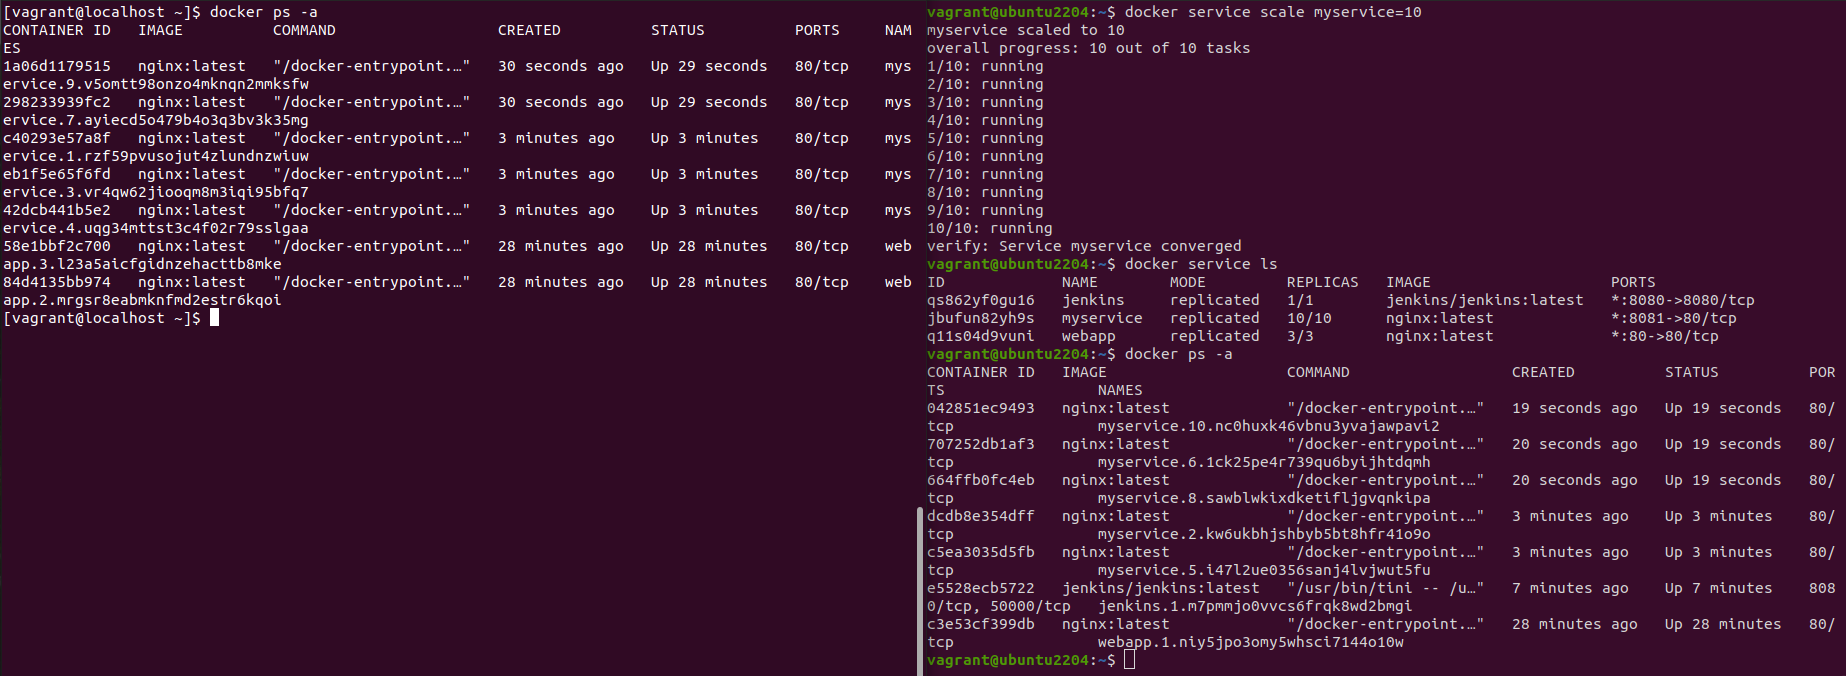 [vagrant@localhost ~]$ docker ps -a
CONTAINER ID   IMAGE          COMMAND                  CREATED          STATUS          PORTS     NAM
ES
1a06d1179515   nginx:latest   "/docker-entrypoint.…"   30 seconds ago   Up 29 seconds   80/tcp    mys
ervice.9.v5omtt98onzo4mknqn2mmksfw
298233939fc2   nginx:latest   "/docker-entrypoint.…"   30 seconds ago   Up 29 seconds   80/tcp    mys
ervice.7.ayiecd5o479b4o3q3bv3k35mg
c40293e57a8f   nginx:latest   "/docker-entrypoint.…"   3 minutes ago    Up 3 minutes    80/tcp    mys
ervice.1.rzf59pvusojut4zlundnzwiuw
eb1f5e65f6fd   nginx:latest   "/docker-entrypoint.…"   3 minutes ago    Up 3 minutes    80/tcp    mys
ervice.3.vr4qw62jiooqm8m3iqi95bfq7
42dcb441b5e2   nginx:latest   "/docker-entrypoint.…"   3 minutes ago    Up 3 minutes    80/tcp    mys
ervice.4.uqg34mttst3c4f02r79sslgaa
58e1bbf2c700   nginx:latest   "/docker-entrypoint.…"   28 minutes ago   Up 28 minutes   80/tcp    web
app.3.l23a5aicfgidnzehacttb8mke
84d4135bb974   nginx:latest   "/docker-entrypoint.…"   28 minutes ago   Up 28 minutes   80/tcp    web
app.2.mrgsr8eabmknfmd2estr6kqoi
[vagrant@localhost ~]$
vagrant@ubuntu2204:~$ docker service scale myservice=10
myservice scaled to 10
overall progress: 10 out of 10 tasks
1/10: running
2/10: running
3/10: running
4/10: running
5/10: running
6/10: running
7/10: running
8/10: running
9/10: running
10/10: running
verify: Service myservice converged
vagrant@ubuntu2204:~$ docker service ls
ID                NAME        MODE         REPLICAS   IMAGE                    PORTS
qs862yf0gu16   jenkins     replicated   1/1        jenkins/jenkins:latest   *:8080->8080/tcp
jbufun82yh9s   myservice   replicated   10/10      nginx:latest             *:8081->80/tcp
q11s04d9vuni   webapp      replicated   3/3        nginx:latest             *:80->80/tcp
vagrant@ubuntu2204:~$ docker ps -a
CONTAINER ID   IMAGE                    COMMAND                  CREATED          STATUS          POR
TS                 NAMES
042851ec9493   nginx:latest             "/docker-entrypoint.…"   19 seconds ago   Up 19 seconds   80/
tcp                myservice.10.nc0huxk46vbnu3yvajawpavi2
707252db1af3   nginx:latest             "/docker-entrypoint.…"   20 seconds ago   Up 19 seconds   80/
tcp                myservice.6.1ck25pe4r739qu6byijhtdqmh
664ffb0fc4eb   nginx:latest             "/docker-entrypoint.…"   20 seconds ago   Up 19 seconds   80/
tcp                myservice.8.sawblwkixdketifljgvqnkipa
dcdb8e354dff   nginx:latest             "/docker-entrypoint.…"   3 minutes ago    Up 3 minutes    80/
tcp                myservice.2.kw6ukbhjshbyb5bt8hfr41o9o
c5ea3035d5fb   nginx:latest             "/docker-entrypoint.…"   3 minutes ago    Up 3 minutes    80/
tcp                myservice.5.i47l2ue0356sanj4lvjwut5fu
e5528ecb5722   jenkins/jenkins:latest   "/usr/bin/tini -- /u…"   7 minutes ago    Up 7 minutes    808
0/tcp, 50000/tcp   jenkins.1.m7pmmjo0vvcs6frqk8wd2bmgi
c3e53cf399db   nginx:latest             "/docker-entrypoint.…"   28 minutes ago   Up 28 minutes   80/
tcp                webapp.1.niy5jpo3omy5whsci7144o10w
vagrant@ubuntu2204:~$